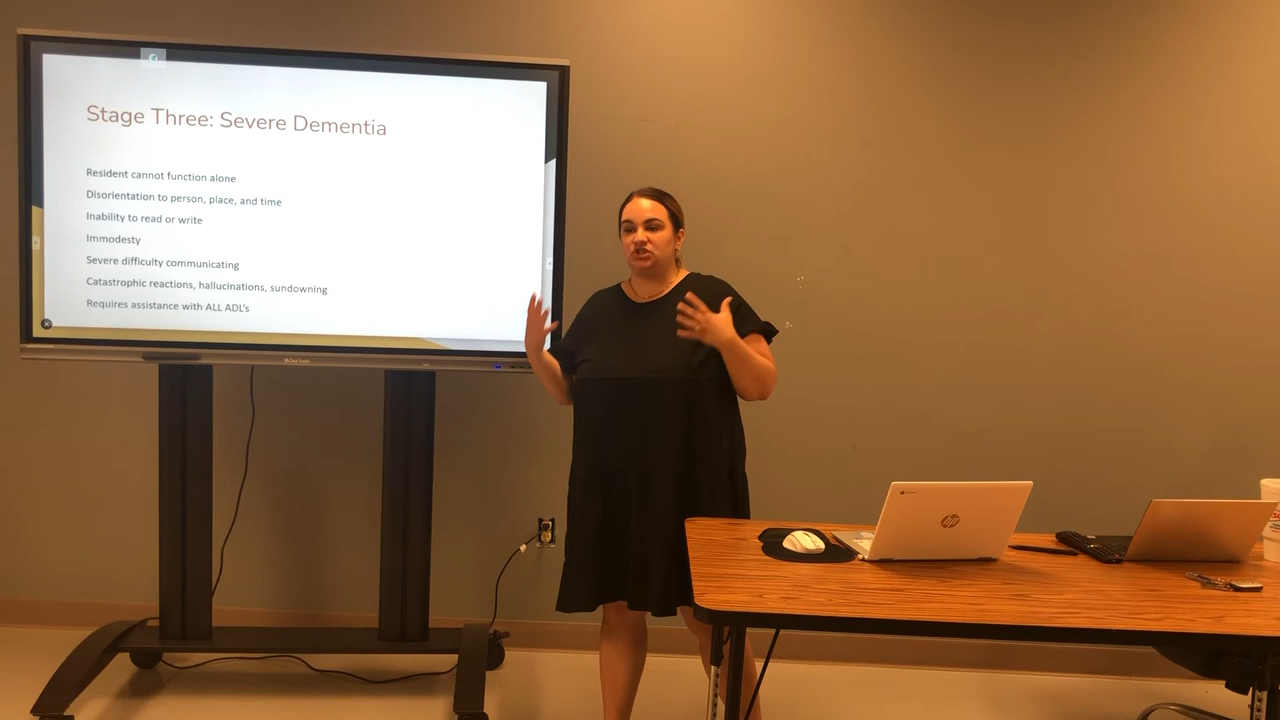 Stage Three: Severe Dementia
Resident cannot function alone
Disorientation to person, place, and time
Inability to read or write
Immodesty
Severe difficulty communicating
Catastrophic reactions, hallucinations, sundowning
Requires assistance with ALL ADL's
hp